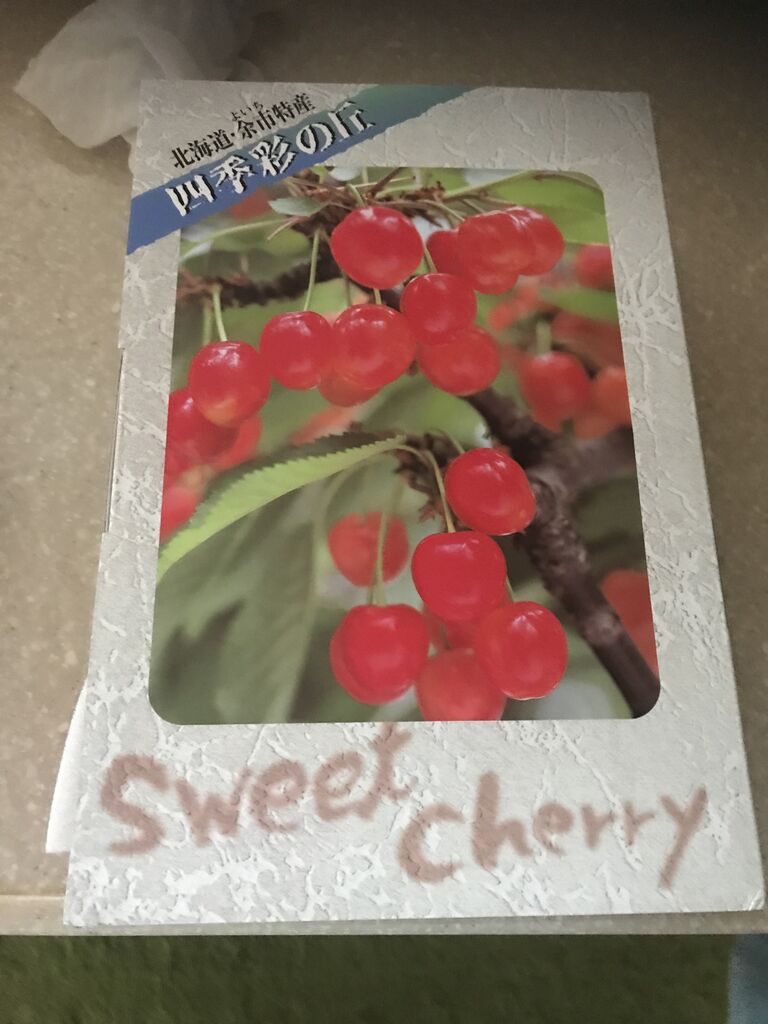 よいち
北海道・余市特産
四季彩の丘
Sweet
cherry